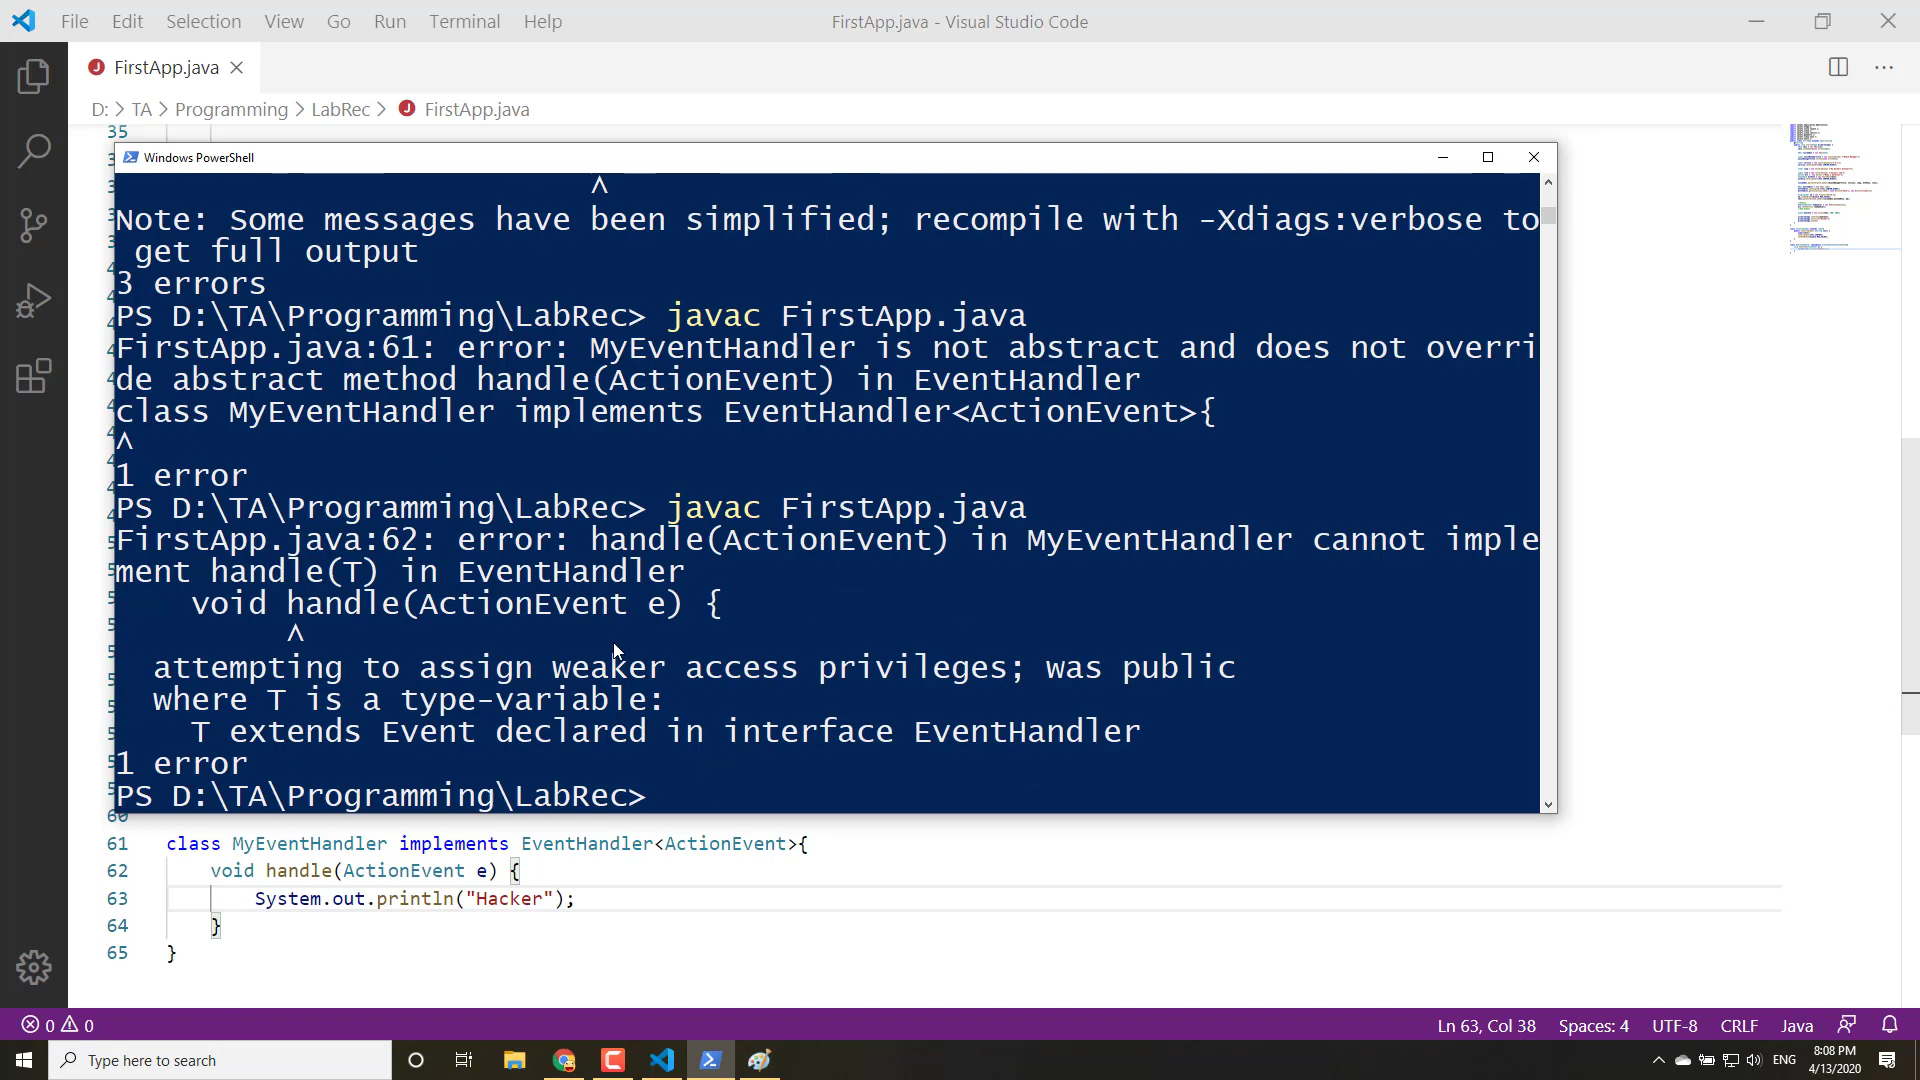 File Edit Selection View Go Run Terminal Help
FirstApp.java - Visual Studio Code
FirstApp.java
D: > TA > Programming > LabRec > FirstApp.java
35
Windows PowerShell
^
Note: Some messages have been simplified; recompile with -Xdiags:verbose to
 get full output
3 errors
PS D:\TA\Programming\LabRec> javac FirstApp.java
FirstApp.java:61: error: MyEventHandler is not abstract and does not overri
de abstract method handle(ActionEvent) in EventHandler
class MyEventHandler implements EventHandler<ActionEvent>{
^
1 error
PS D:\TA\Programming\LabRec> javac FirstApp.java
FirstApp.java:62: error: handle(ActionEvent) in MyEventHandler cannot imple
ment handle(T) in EventHandler
    void handle(ActionEvent e) {
         ^
  attempting to assign weaker access privileges; was public
  where T is a type-variable:
    T extends Event declared in interface EventHandler
1 error
PS D:\TA\Programming\LabRec>
60
61 class MyEventHandler implements EventHandler<ActionEvent>{
62     void handle(ActionEvent e) {
63         System.out.println("Hacker");
64     }
65 }
0 0
Ln 63, Col 38 Spaces: 4 UTF-8 CRLF Java
Type here to search
ENG
8:08 PM
4/13/2020